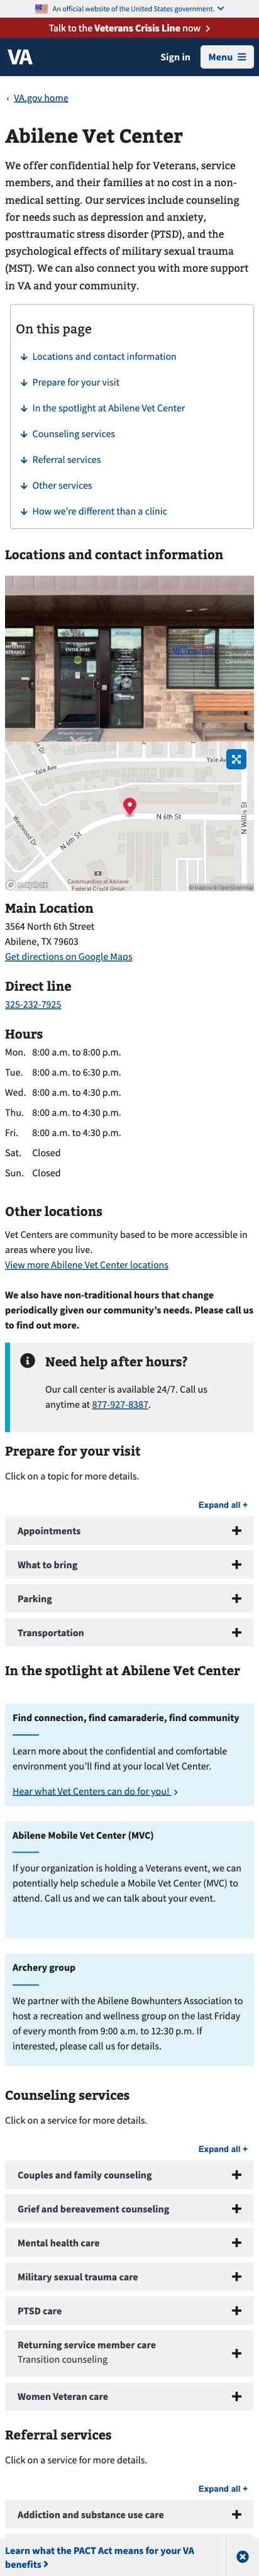 An official website of the United States government.
Talk to the Veterans Crisis Line now
VA
Sign in
Menu
VA.gov home
Abilene Vet Center
We offer confidential help for Veterans, service
members, and their families at no cost in a non-
medical setting. Our services include counseling
for needs such as depression and anxiety,
posttraumatic stress disorder (PTSD), and the
psychological effects of military sexual trauma
(MST). We can also connect you with more support
in VA and your community.
On this page
Locations and contact information
Prepare for your visit
In the spotlight at Abilene Vet Center
Counseling services
Referral services
Other services
How we're different than a clinic
Locations and contact information
Yale Ave
Westwood Dr
N 6th St
N 6th St
N Willis St
Communities of Abilene
Federal Credit Union
mapbox
© Mapbox © OpenStreetMap
Main Location
3564 North 6th Street
Abilene, TX 79603
Get directions on Google Maps
Direct line
325-232-7925
Hours
Mon. 8:00 a.m. to 8:00 p.m.
Tue. 8:00 a.m. to 6:30 p.m.
Wed. 8:00 a.m. to 4:30 p.m.
Thu. 8:00 a.m. to 4:30 p.m.
Fri. 8:00 a.m. to 4:30 p.m.
Sat. Closed
Sun. Closed
Other locations
Vet Centers are community based to be more accessible in
areas where you live.
View more Abilene Vet Center locations
We also have non-traditional hours that change
periodically given our community's needs. Please call us
to find out more.
Need help after hours?
Our call center is available 24/7. Call us
anytime at 877-927-8387.
Prepare for your visit
Click on a topic for more details.
Expand all +
Appointments
What to bring
Parking
Transportation
In the spotlight at Abilene Vet Center
Find connection, find camaraderie, find community
Learn more about the confidential and comfortable
environment you'll find at your local Vet Center.
Hear what Vet Centers can do for you!
Abilene Mobile Vet Center (MVC)
If your organization is holding a Veterans event, we can
potentially help schedule a Mobile Vet Center (MVC) to
attend. Call us and we can talk about your event.
Archery group
We partner with the Abilene Bowhunters Association to
host a recreation and wellness group on the last Friday
of every month from 9:00 a.m. to 12:30 p.m. If
interested, please call us for details.
Counseling services
Click on a service for more details.
Expand all +
Couples and family counseling
Grief and bereavement counseling
Mental health care
Military sexual trauma care
PTSD care
Returning service member care
Transition counseling
Women Veteran care
Referral services
Click on a service for more details.
Expand all +
Addiction and substance use care
Learn what the PACT Act means for your VA
benefits